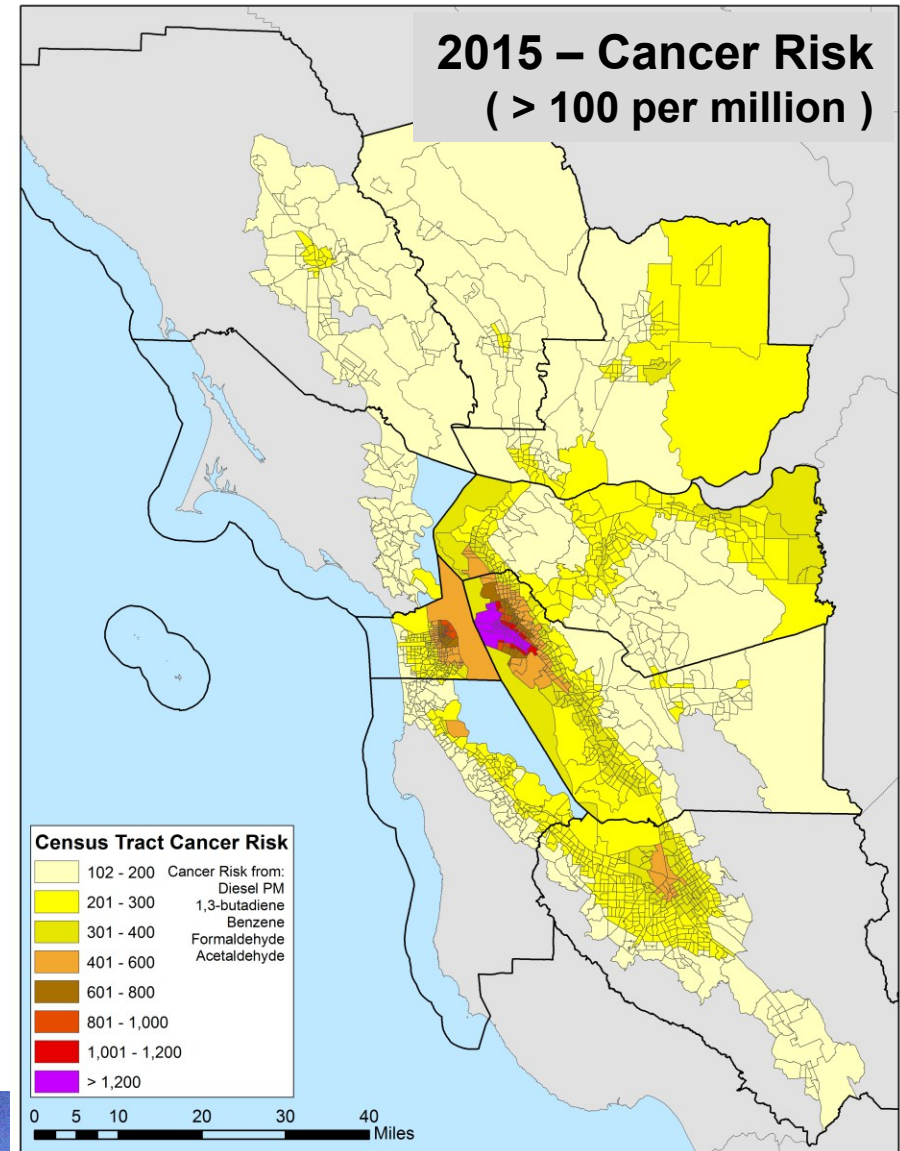 2015 – Cancer Risk
( > 100 per million )
Census Tract Cancer Risk
102 - 200
201 - 300
301 - 400
401 - 600
601 - 800
801 - 1,000
1,001 - 1,200
> 1,200
Cancer Risk from:
Diesel PM
1,3-butadiene
Benzene
Formaldehyde
Acetaldehyde
0 5 10 20 30 40
Miles